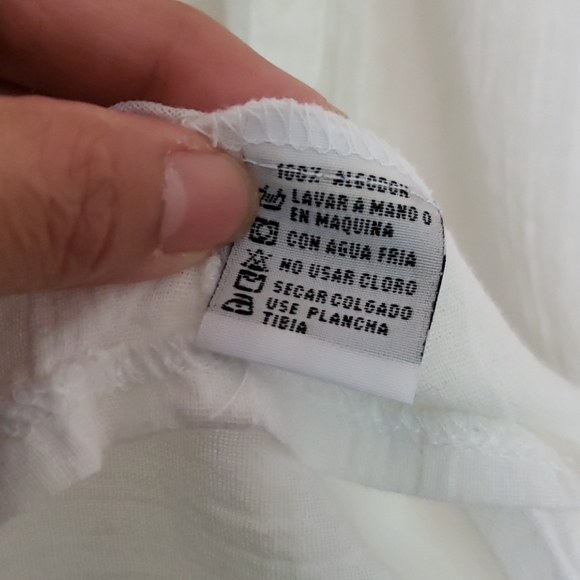 100% ALGODON
LAVAR A MANO O
EN MAQUINA
CON AGUA FRIA
NO USAR CLORO
SECAR COLGADO
USE PLANCHA
TIBIA